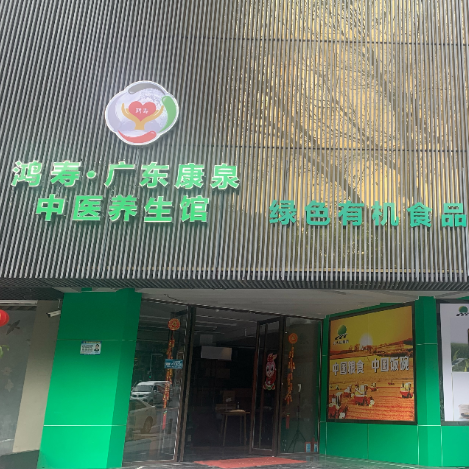 鸿寿·广东康泉
中医养生馆
绿色有机食品
中国粮食 中国饭碗